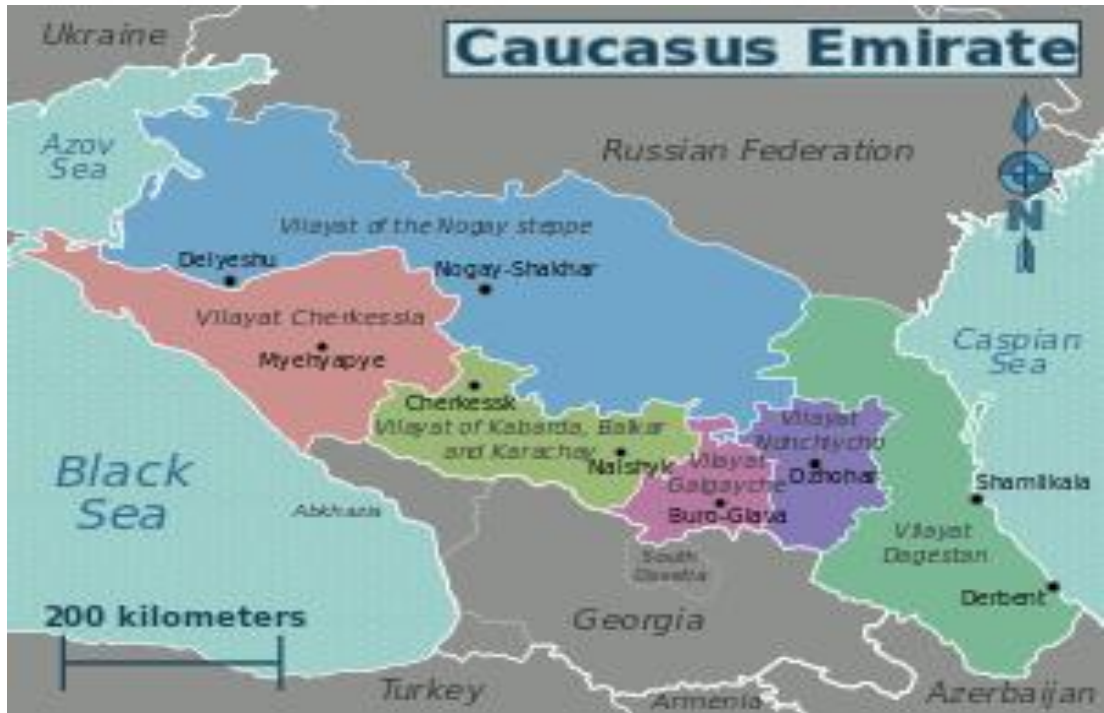 Ukraine
Caucasus Emirate
Azov
Sea
Russian Federation
N
Vilayat of the Nogay steppe
Delyeshu
Nogay-Shakhar
Vilayat Cherkessia
Myehyapye
Caspian
Sea
Cherkessk
Vilayat of Kabarda, Balkar
and Karachay
Nalshyk
Vilayat
Nokhchiycho
Vilayat
Galgayche
Dzhohar
Buro-Glava
Shamilkala
Black
Sea
Abkhazia
Vilayat
Dagestan
South
Ossetia
Derbent
200 kilometers
Georgia
Turkey
Armenia
Azerbaijan